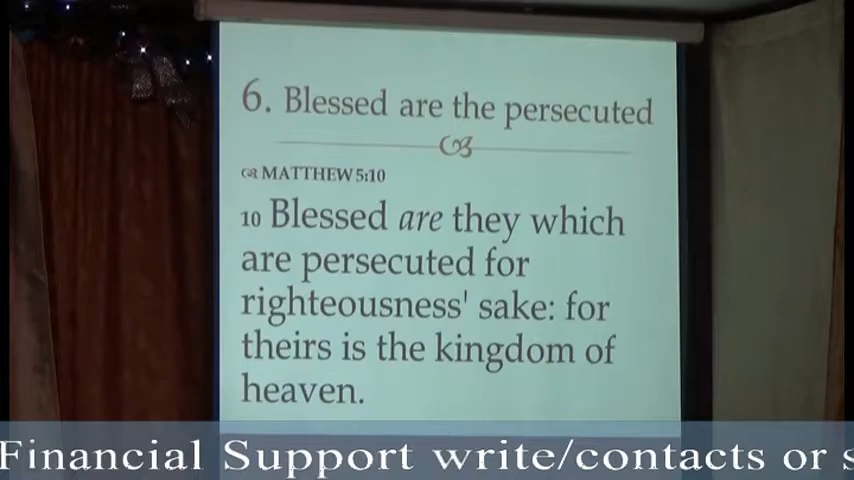 6. Blessed are the persecuted
MATTHEW 5:10
10 Blessed are they which
are persecuted for
righteousness' sake: for
theirs is the kingdom of
heaven.
Financial Support write/contacts or s